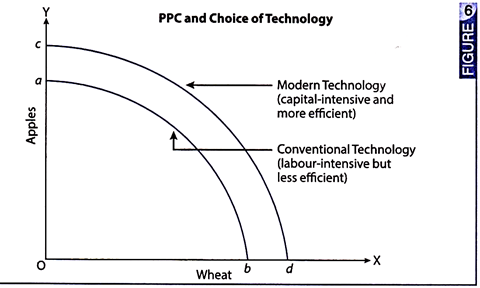 FIGURE 6
PPC and Choice of Technology
Y
c
a
Apples
Modern Technology
(capital-intensive and
more efficient)
Conventional Technology
(labour-intensive but
less efficient)
O
Wheat
b
d
X